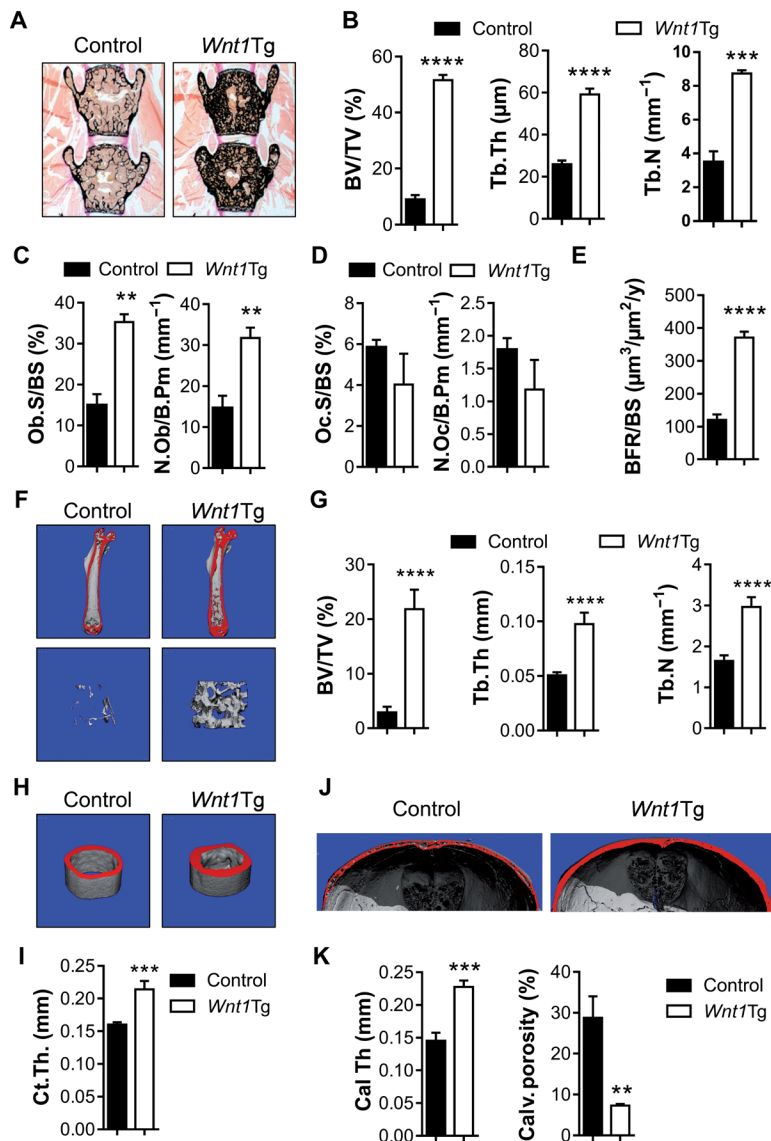 A
Control
Wnt1Tg
B
Control
Wnt1Tg
BV/TV (%)
60
40
20
0
****
Tb.Th (μm)
80
60
40
20
0
****
Tb.N (mm⁻¹)
8
6
4
2
0
***
C
Control
Wnt1Tg
Ob.S/BS (%)
40
30
20
10
0
**
N.Ob/B.Pm (mm⁻¹)
40
30
20
10
0
**
D
Control
Wnt1Tg
Oc.S/BS (%)
8
6
4
2
0
N.Oc/B.Pm (mm⁻¹)
2.5
2.0
1.5
1.0
0.5
0.0
E
BFR/BS (μm³/μm²/y)
500
400
300
200
100
0
****
F
Control
Wnt1Tg
G
Control
Wnt1Tg
BV/TV (%)
30
20
10
0
****
Tb.Th (mm)
0.15
0.10
0.05
0.00
****
Tb.N (mm⁻¹)
4
3
2
1
0
****
H
Control
Wnt1Tg
J
Control
Wnt1Tg
I
Ct.Th. (mm)
0.25
0.20
0.15
0.10
0.05
0.00
***
Control
Wnt1Tg
K
Cal Th (mm)
0.25
0.20
0.15
0.10
0.05
0.00
***
Calv. porosity (%)
40
30
20
10
0
**
Control
Wnt1Tg